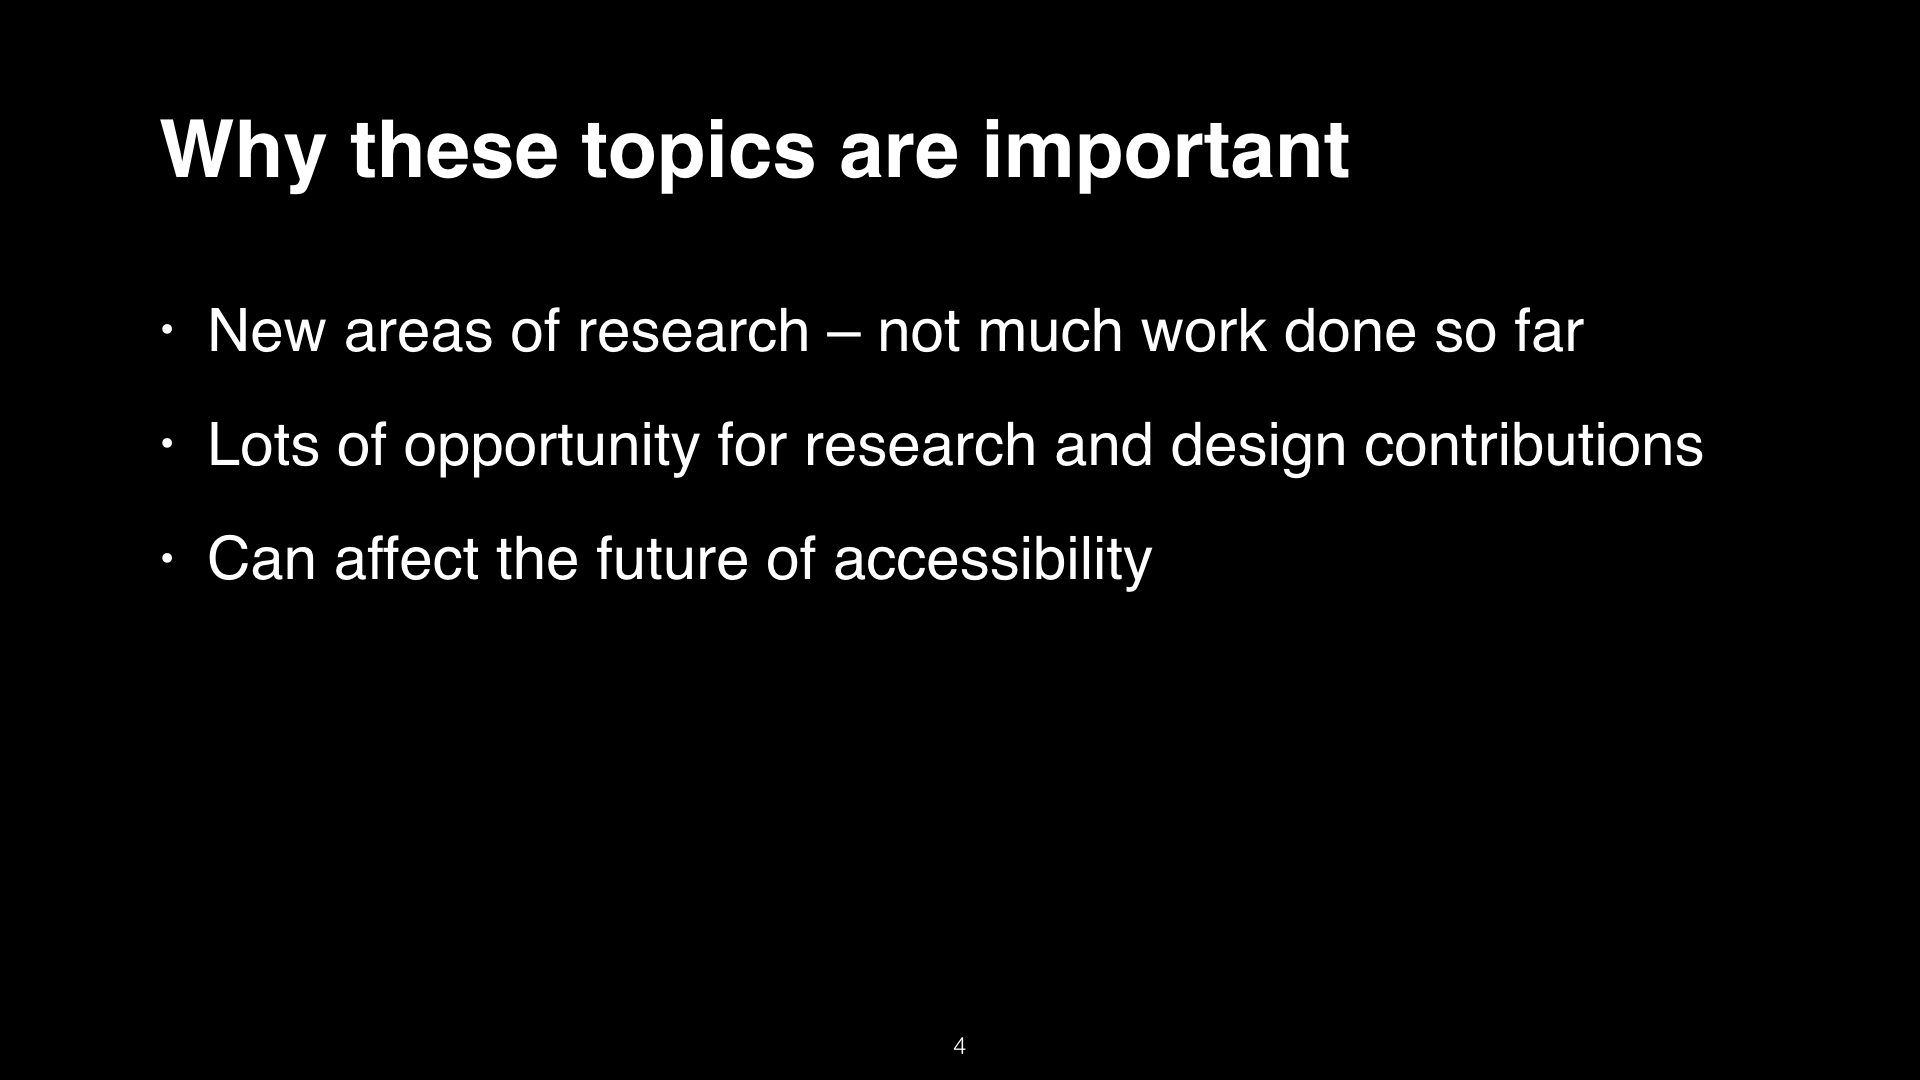 Why these topics are important
• New areas of research – not much work done so far
• Lots of opportunity for research and design contributions
• Can affect the future of accessibility
4